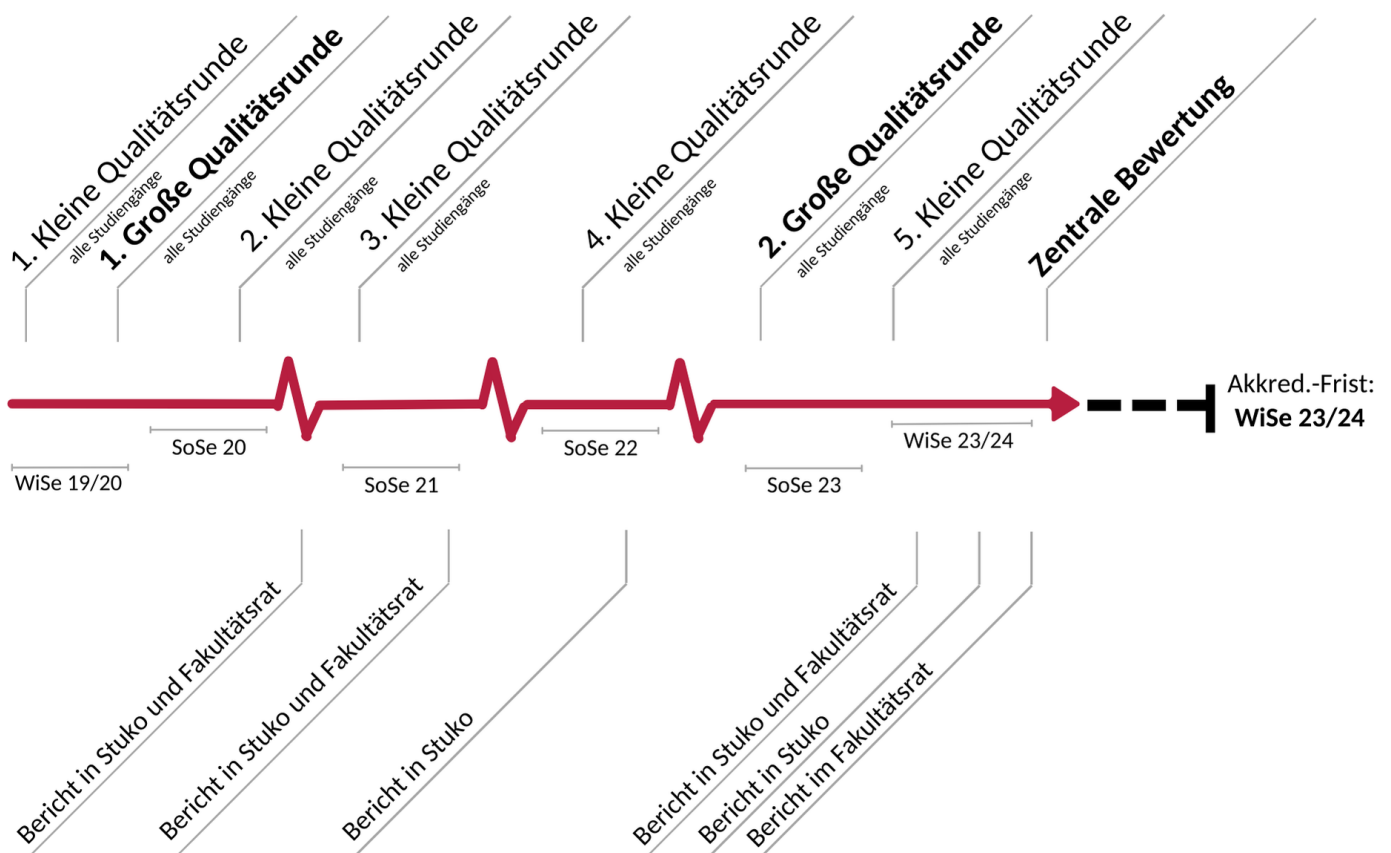 1. Kleine Qualitätsrunde
alle Studiengänge
1. Große Qualitätsrunde
alle Studiengänge
2. Kleine Qualitätsrunde
alle Studiengänge
3. Kleine Qualitätsrunde
alle Studiengänge
4. Kleine Qualitätsrunde
alle Studiengänge
2. Große Qualitätsrunde
alle Studiengänge
5. Kleine Qualitätsrunde
alle Studiengänge
Zentrale Bewertung
Akkred.-Frist:
WiSe 23/24
WiSe 19/20
SoSe 20
SoSe 21
SoSe 22
SoSe 23
WiSe 23/24
Bericht in Stuko und Fakultätsrat
Bericht in Stuko und Fakultätsrat
Bericht in Stuko
Bericht in Stuko und Fakultätsrat
Bericht in Stuko
Bericht im Fakultätsrat